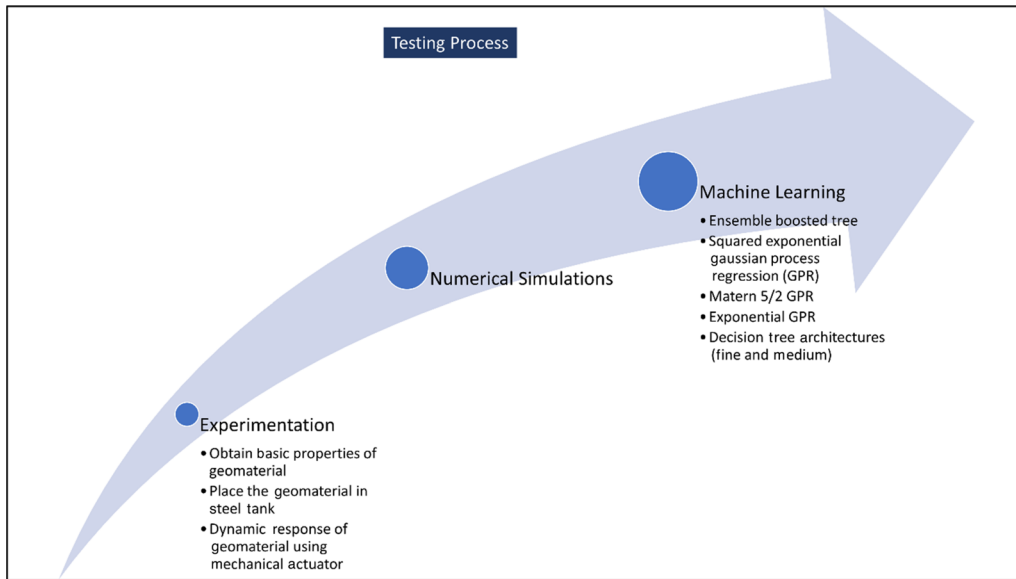 Testing Process
Machine Learning
• Ensemble boosted tree
• Squared exponential
gaussian process
regression (GPR)
• Matern 5/2 GPR
• Exponential GPR
• Decision tree architectures
(fine and medium)
Numerical Simulations
Experimentation
• Obtain basic properties of
geomaterial
• Place the geomaterial in
steel tank
• Dynamic response of
geomaterial using
mechanical actuator